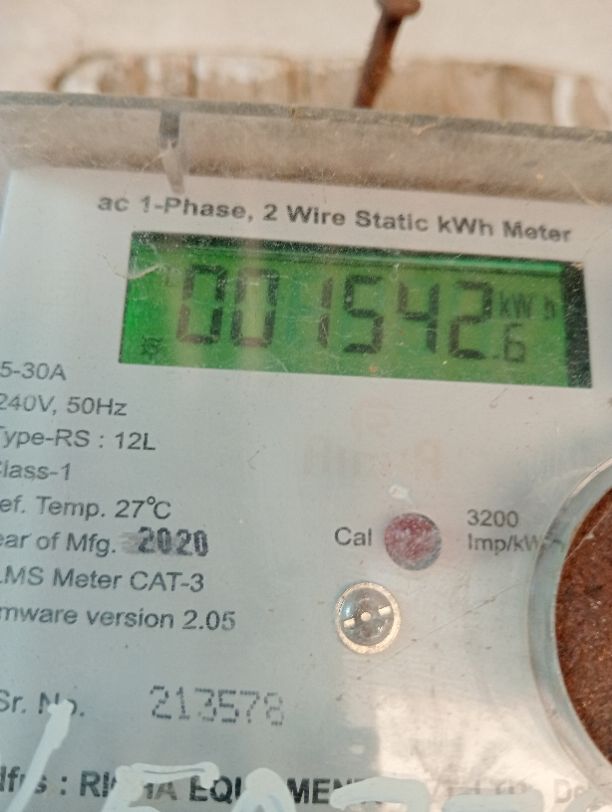 ac 1-Phase, 2 Wire Static kWh Meter
001542.6 kWh
5-30A
240V, 50Hz
Type-RS : 12L
Class-1
ef. Temp. 27°C
ear of Mfg. 2020
LMS Meter CAT-3
mware version 2.05
Cal
3200
Imp/kW
Sr. No. 213578
Mfrs :